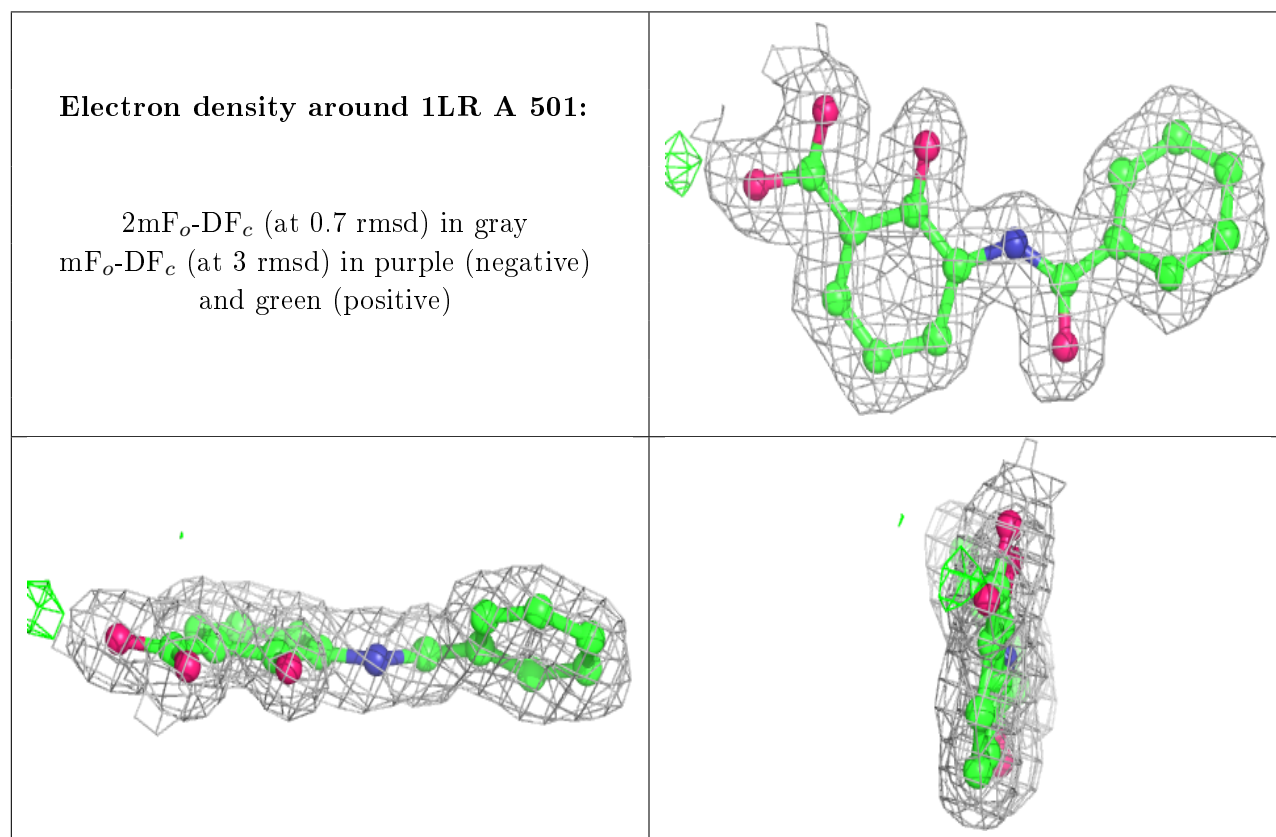 Electron density around 1LR A 501:
2mFₒ-DF𝒸 (at 0.7 rmsd) in gray
mFₒ-DF𝒸 (at 3 rmsd) in purple (negative)
and green (positive)